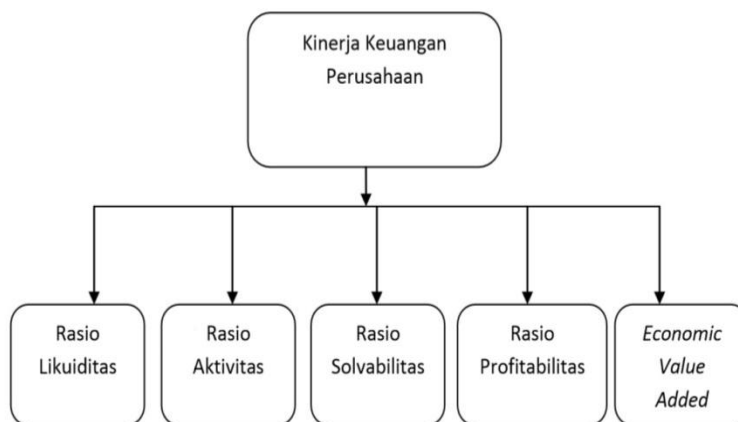 Kinerja Keuangan
Perusahaan
Rasio
Likuiditas
Rasio
Aktivitas
Rasio
Solvabilitas
Rasio
Profitabilitas
Economic
Value
Added